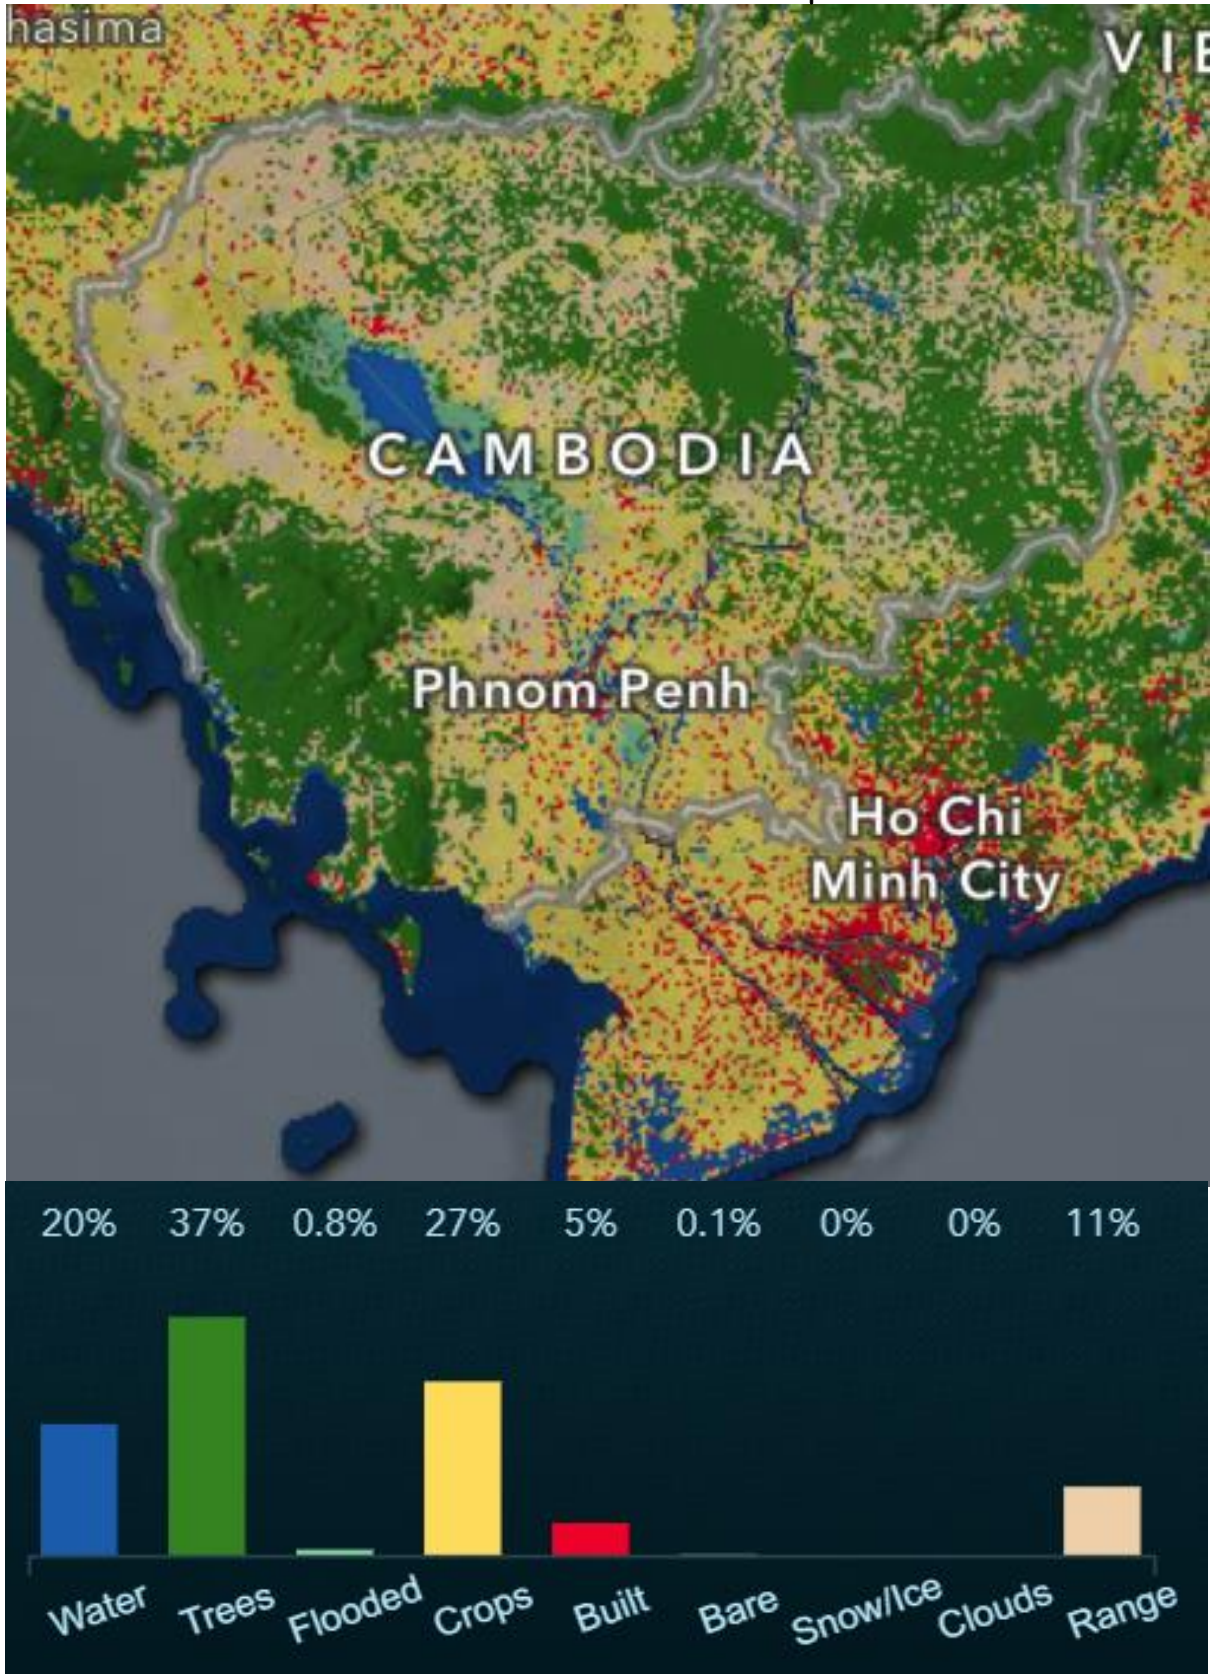 hasima
VIE
CAMBODIA
Phnom Penh
Ho Chi
Minh City
20% 37% 0.8% 27% 5% 0.1% 0% 0% 11%
Water Trees Flooded Crops Built Bare Snow/Ice Clouds Range